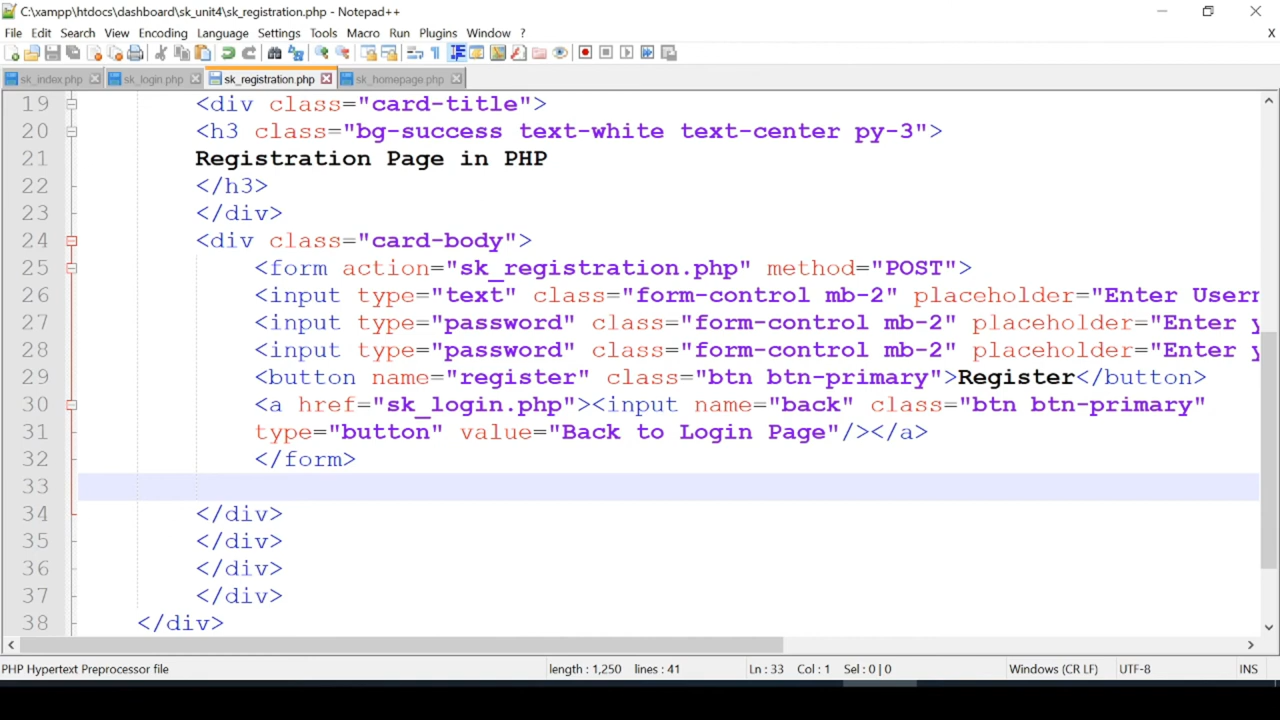 C:\xampp\htdocs\dashboard\sk_unit4\sk_registration.php - Notepad++
File Edit Search View Encoding Language Settings Tools Macro Run Plugins Window ? X
sk_index.php sk_login.php sk_registration.php sk_homepage.php
19 <div class="card-title">
20 <h3 class="bg-success text-white text-center py-3">
21 Registration Page in PHP
22 </h3>
23 </div>
24 <div class="card-body">
25 <form action="sk_registration.php" method="POST">
26 <input type="text" class="form-control mb-2" placeholder="Enter User
27 <input type="password" class="form-control mb-2" placeholder="Enter y
28 <input type="password" class="form-control mb-2" placeholder="Enter y
29 <button name="register" class="btn btn-primary">Register</button>
30 <a href="sk_login.php"><input name="back" class="btn btn-primary"
31 type="button" value="Back to Login Page"/></a>
32 </form>
33
34 </div>
35 </div>
36 </div>
37 </div>
38 </div>
PHP Hypertext Preprocessor file length : 1,250 lines : 41 Ln : 33 Col : 1 Sel : 0 | 0 Windows (CR LF) UTF-8 INS